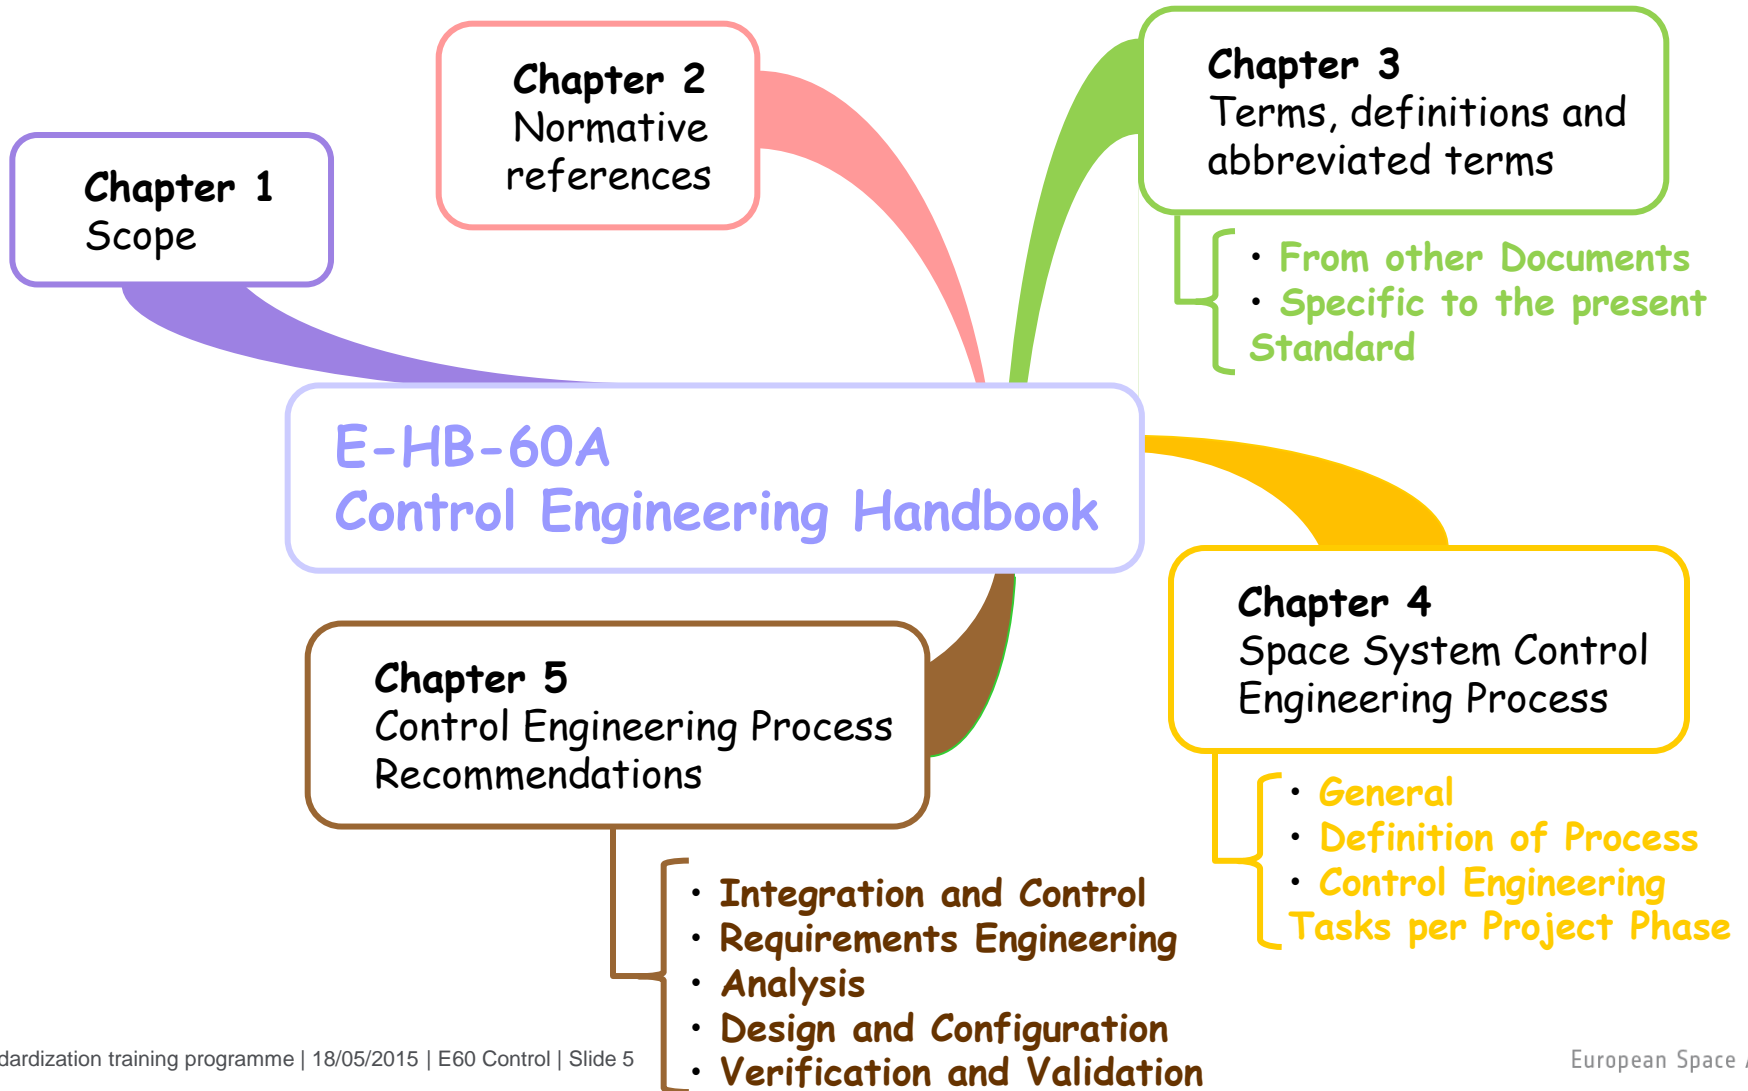 Chapter 1
Scope
Chapter 2
Normative
references
Chapter 3
Terms, definitions and
abbreviated terms
• From other Documents
• Specific to the present
Standard
E-HB-60A
Control Engineering Handbook
Chapter 4
Space System Control
Engineering Process
• General
• Definition of Process
• Control Engineering
Tasks per Project Phase
Chapter 5
Control Engineering Process
Recommendations
• Integration and Control
• Requirements Engineering
• Analysis
• Design and Configuration
• Verification and Validation
dardization training programme | 18/05/2015 | E60 Control | Slide 5
European Space